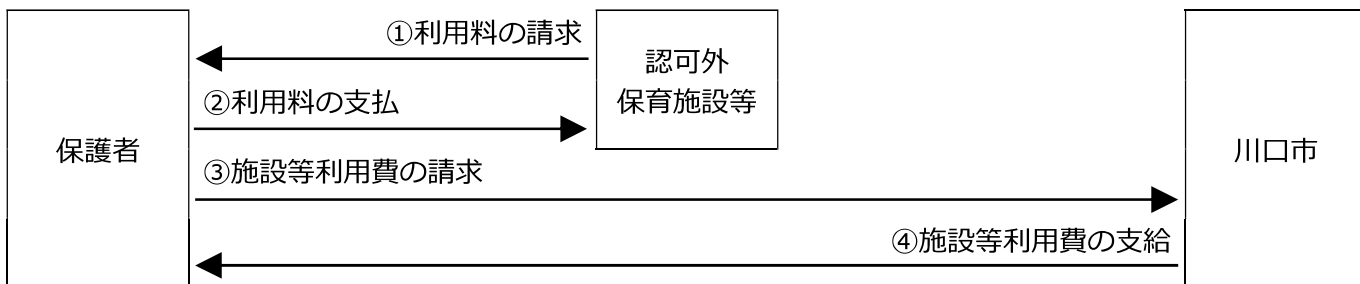 ①利用料の請求
認可外
保育施設等
②利用料の支払
保護者
川口市
③施設等利用費の請求
④施設等利用費の支給